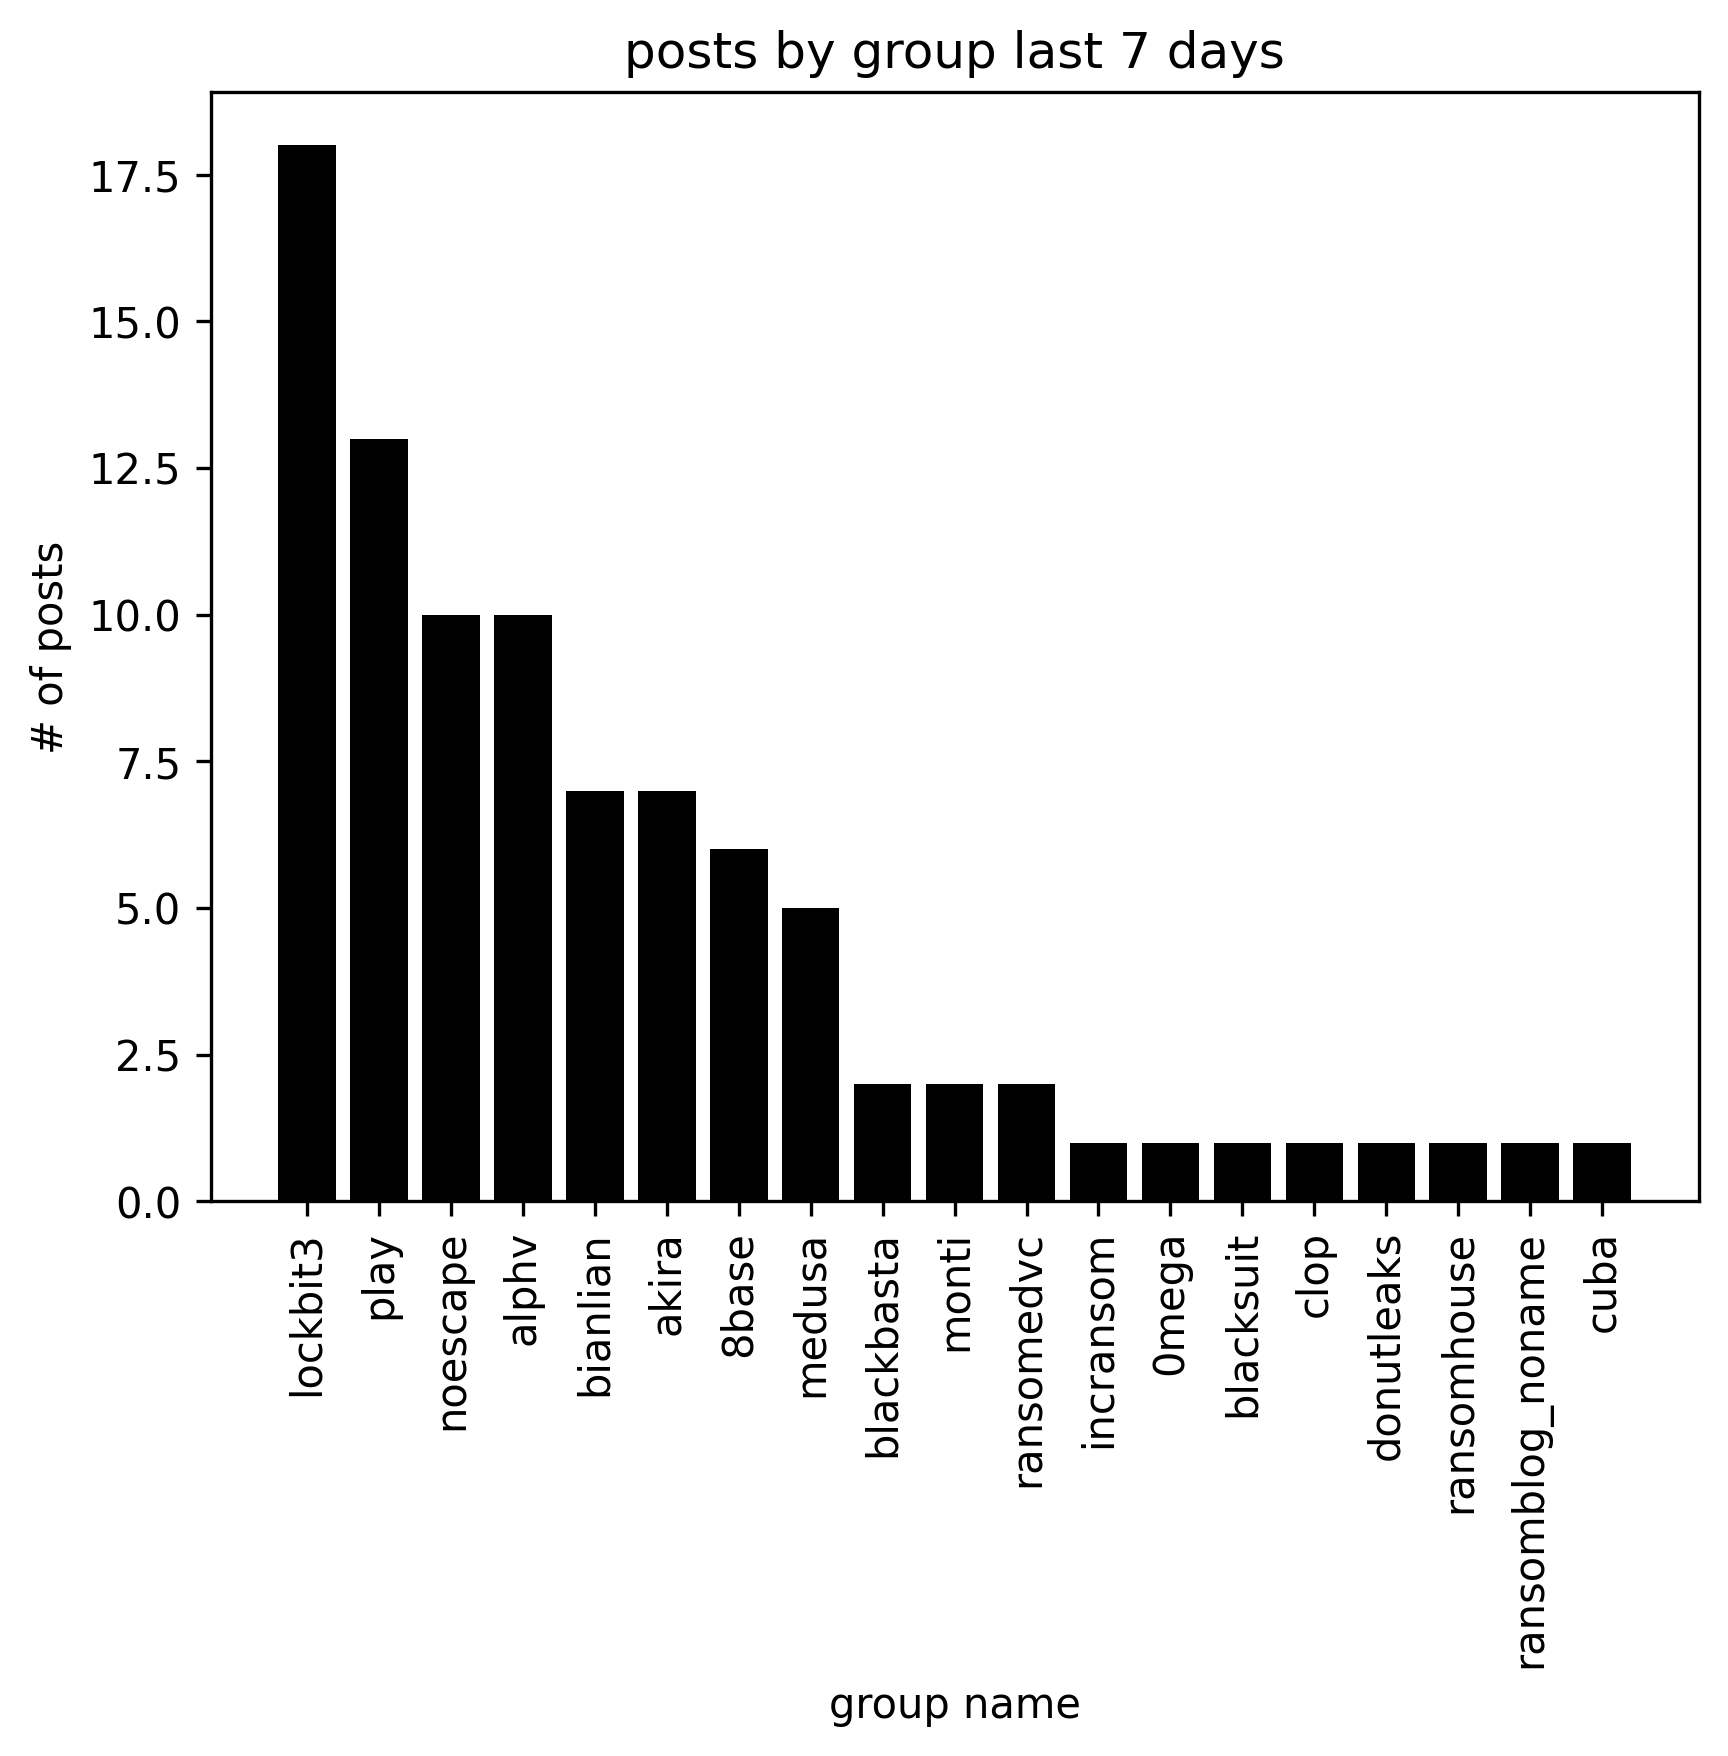 posts by group last 7 days
17.5
15.0
12.5
10.0
7.5
5.0
2.5
0.0
# of posts
lockbit3
play
noescape
alphv
bianlian
akira
8base
medusa
blackbasta
monti
ransomedvc
incransom
0mega
blacksuit
clop
donutleaks
ransomhouse
ransomblog_noname
cuba
group name